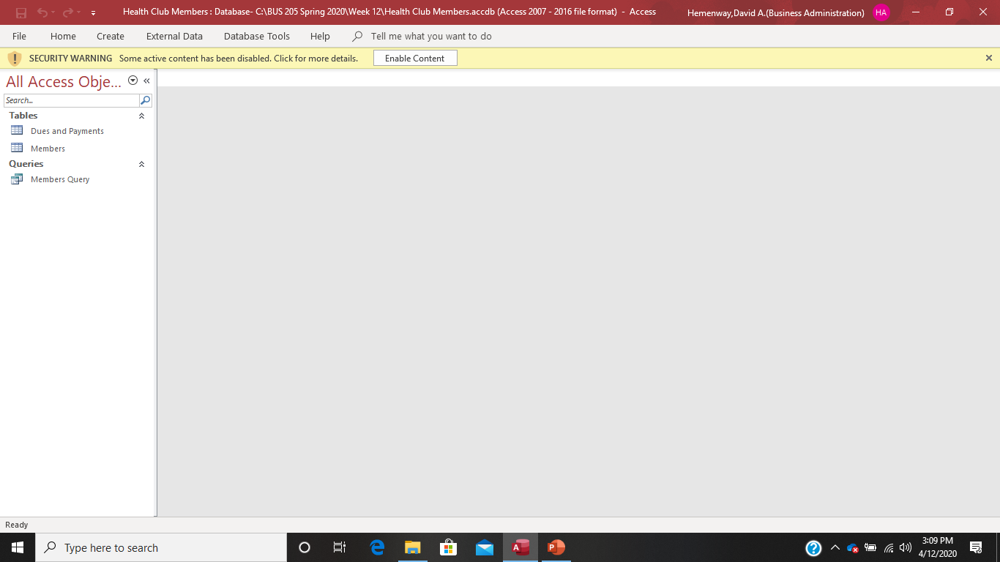 Health Club Members : Database- C:\BUS 205 Spring 2020\Week 12\Health Club Members.accdb (Access 2007 - 2016 file format) - Access
Hemenway,David A.(Business Administration) HA
File Home Create External Data Database Tools Help Tell me what you want to do
SECURITY WARNING Some active content has been disabled. Click for more details. Enable Content
All Access Obje...
Search...
Tables
Dues and Payments
Members
Queries
Members Query
Ready
Type here to search
3:09 PM
4/12/2020